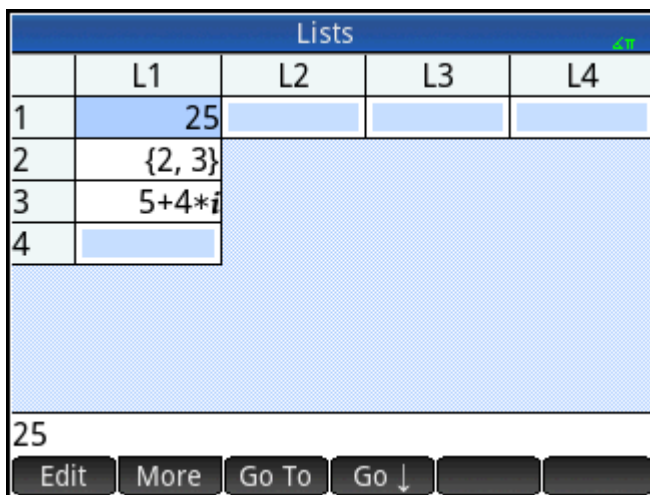 Lists ∡π
L1 L2 L3 L4
1 25
2 {2, 3}
3 5+4*i
4
25
Edit More Go To Go ↓